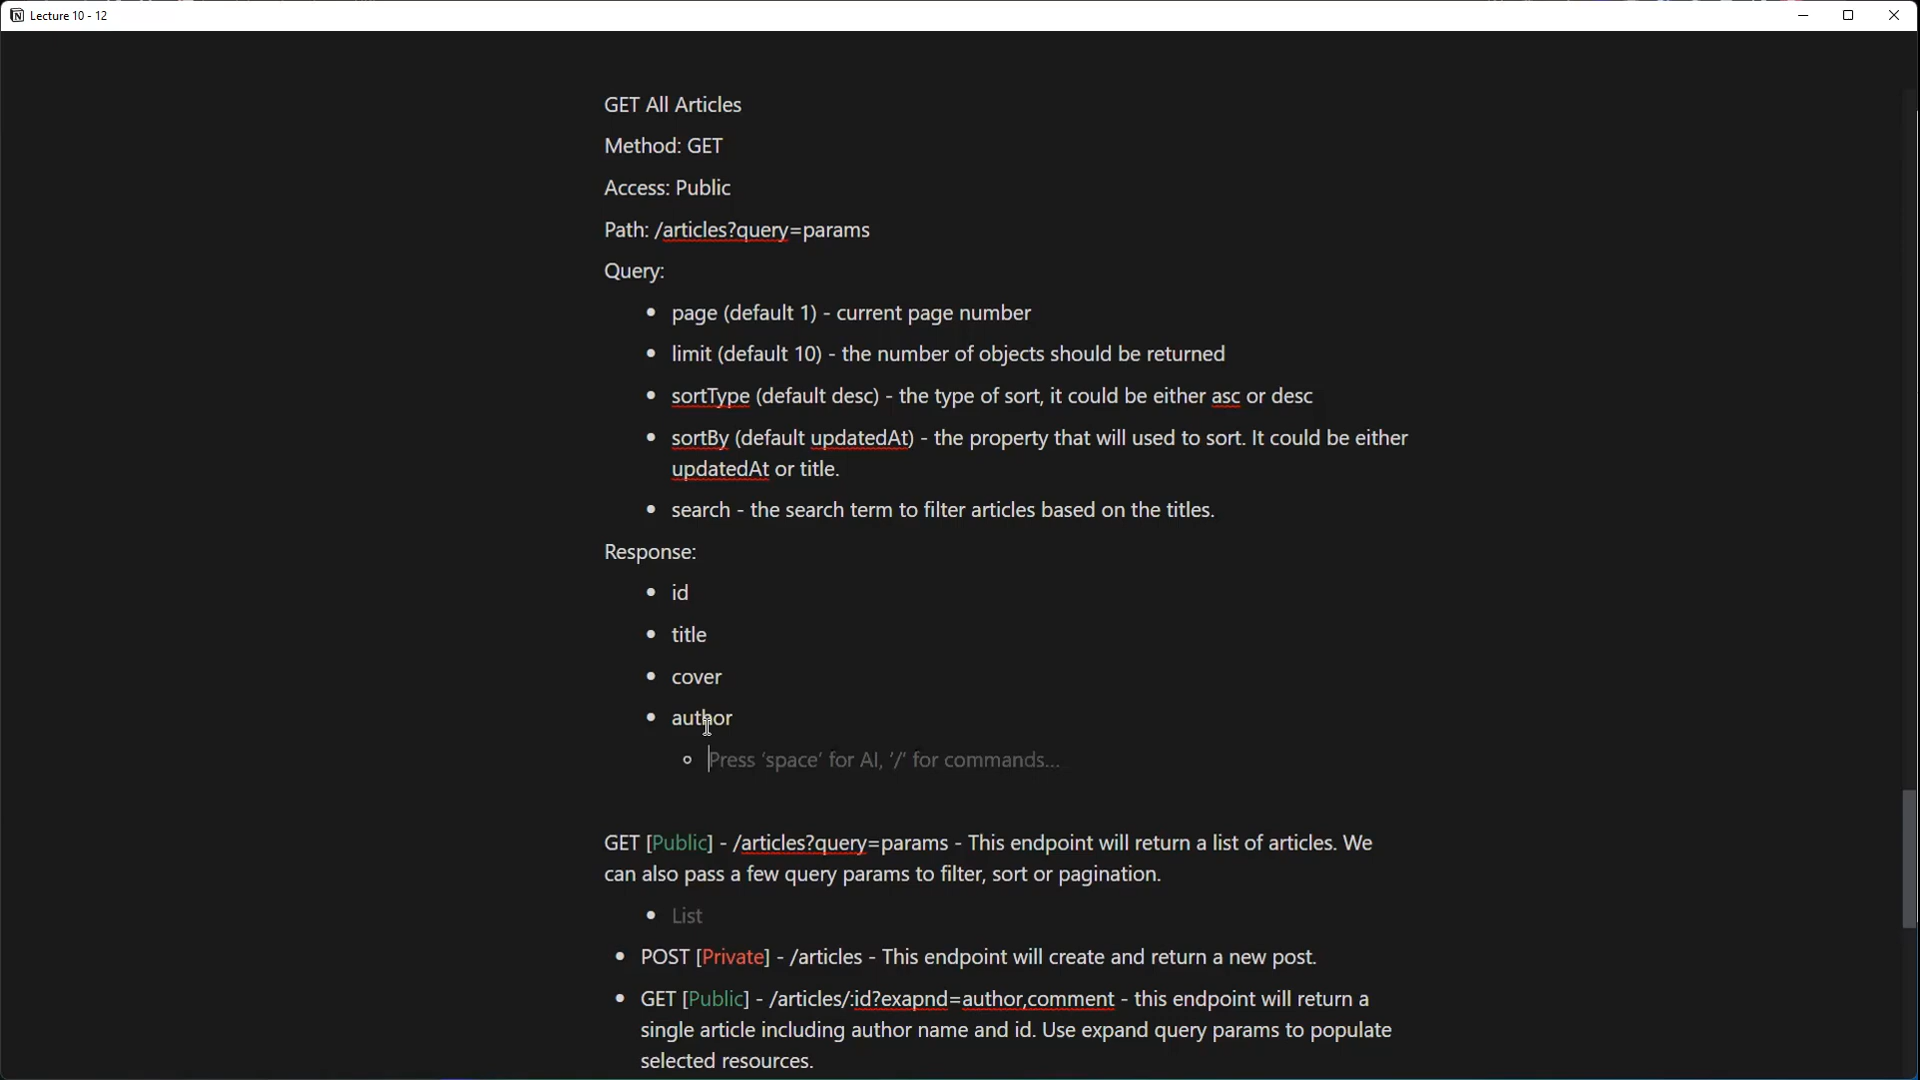 Lecture 10 - 12
GET All Articles
Method: GET
Access: Public
Path: /articles?query=params
Query:
page (default 1) - current page number
limit (default 10) - the number of objects should be returned
sortType (default desc) - the type of sort, it could be either asc or desc
sortBy (default updatedAt) - the property that will used to sort. It could be either
updatedAt or title.
search - the search term to filter articles based on the titles.
Response:
id
title
cover
author
Press 'space' for AI, '/' for commands...
GET [Public] - /articles?query=params - This endpoint will return a list of articles. We
can also pass a few query params to filter, sort or pagination.
List
POST [Private] - /articles - This endpoint will create and return a new post.
GET [Public] - /articles/:id?exapnd=author,comment - this endpoint will return a
single article including author name and id. Use expand query params to populate
selected resources.